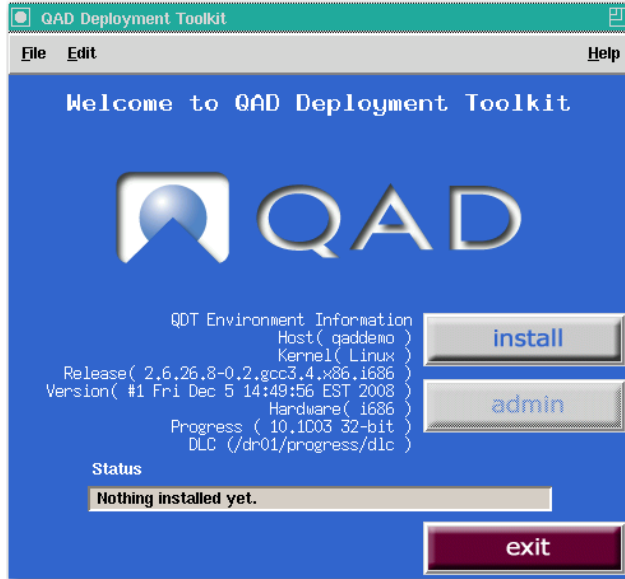 QAD Deployment Toolkit
File Edit Help
Welcome to QAD Deployment Toolkit
QAD
QDT Environment Information
Host( qaddemo )
Kernel( Linux )
Release( 2.6.26.8-0.2.gcc3.4.x86.i686 )
Version( #1 Fri Dec 5 14:49:56 EST 2008 )
Hardware( i686 )
Progress ( 10.1C03 32-bit )
DLC (/dr01/progress/dlc )
install
admin
Status
Nothing installed yet.
exit